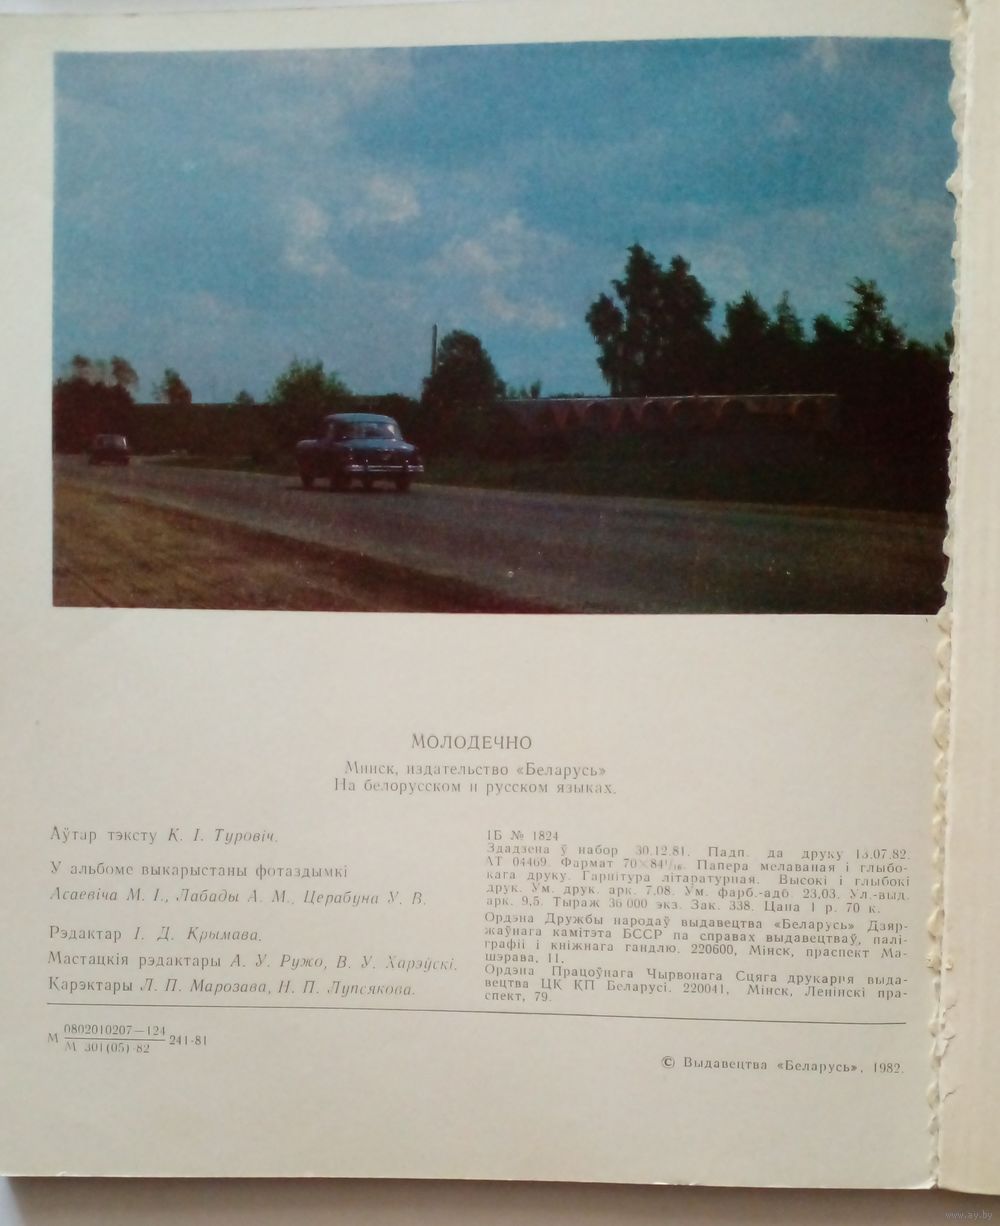 МОЛОДЕЧНО
Минск, издательство «Беларусь»
На белорусском и русском языках.
Аўтар тэксту К. І. Туровіч.
У альбоме выкарыстаны фотаздымкі
Асаевіча М. І., Лабады А. М., Церабуна У. В.
Рэдактар І. Д. Крымава.
Мастацкія рэдактары А. У. Ружо, В. У. Харэўскі.
Карэктары Л. П. Марозава, Н. П. Лупсякова.
ІБ № 1824
Здадзена ў набор 30.12.81. Падп. да друку 13.07.82.
АТ 04469. Фармат 70×84¹/₁₆. Папера мелаваная і глыбо-
кага друку. Гарнітура літаратурная. Высокі і глыбокі
друк. Ум. друк. арк. 7,08. Ум. фарб.-адб. 23,03. Ул.-выд.
арк. 9,5. Тыраж 36 000 экз. Зак. 338. Цана 1 р. 70 к.
Ордэна Дружбы народаў выдавецтва «Беларусь» Дзяр-
жаўнага камітэта БССР па справах выдавецтваў, палі-
графіі і кніжнага гандлю. 220600, Мінск, праспект Ма-
шэрава, 11.
Ордэна Працоўнага Чырвонага Сцяга друкарня выда-
вецтва ЦК КП Беларусі. 220041, Мінск, Ленінскі пра-
спект, 79.
М 0802010207—124
М 301(05)-82 241-81
© Выдавецтва «Беларусь», 1982.
www.ay.by